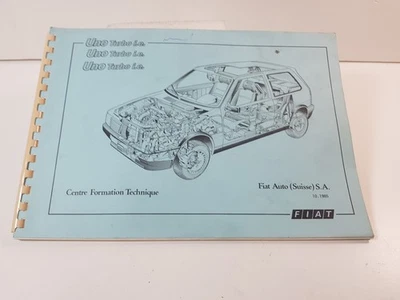 Uno Turbo i.e.
Uno Turbo i.e.
Uno Turbo i.e.
Centre Formation Technique
Fiat Auto (Suisse) S.A.
FIAT